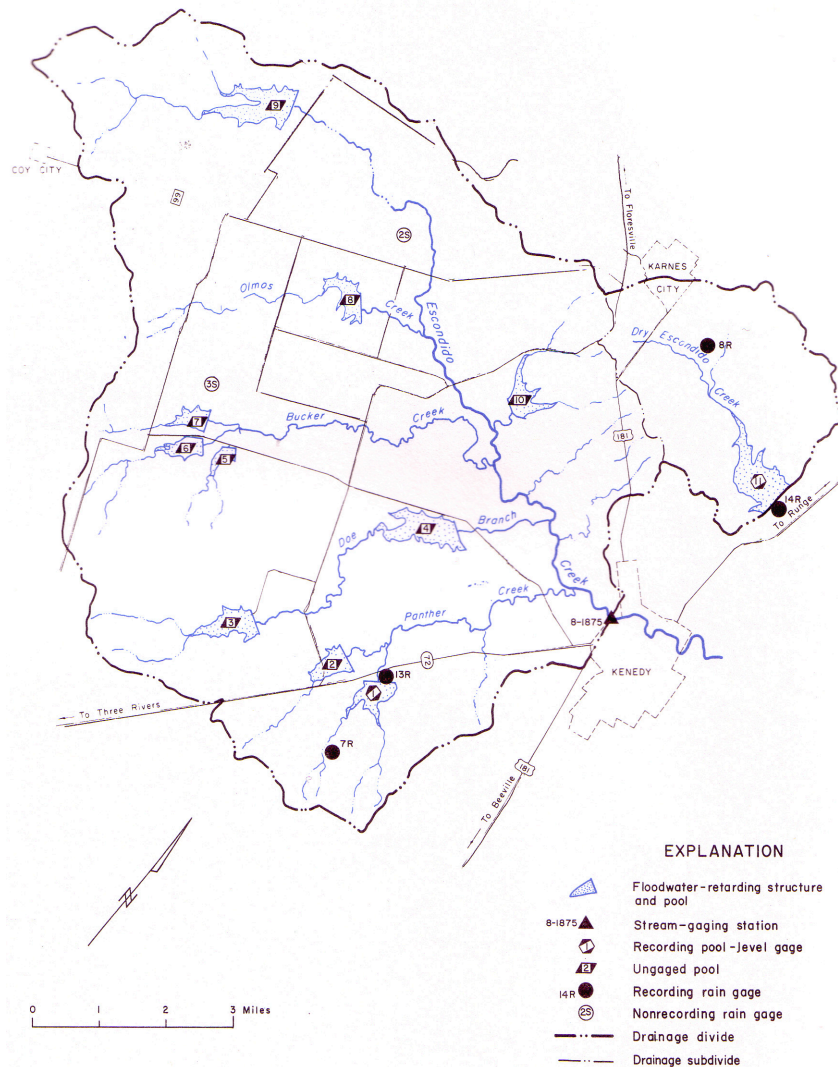 9
COY CITY
99
2S
To Floresville
KARNES
CITY
Olmos
Creek
8
Escondido
Dry Escondido
Creek
8R
3S
10
7
Bucker
Creek
6
5
181
11
14R
To Runge
4
Doe
Branch
Creek
3
Panther
Creek
8-1875
2
72
KENEDY
13R
1
To Three Rivers
7R
181
To Beeville
N
EXPLANATION
Floodwater-retarding structure
and pool
8-1875 Stream-gaging station
1 Recording pool-level gage
2 Ungaged pool
14R Recording rain gage
2S Nonrecording rain gage
Drainage divide
Drainage subdivide
0 1 2 3 Miles